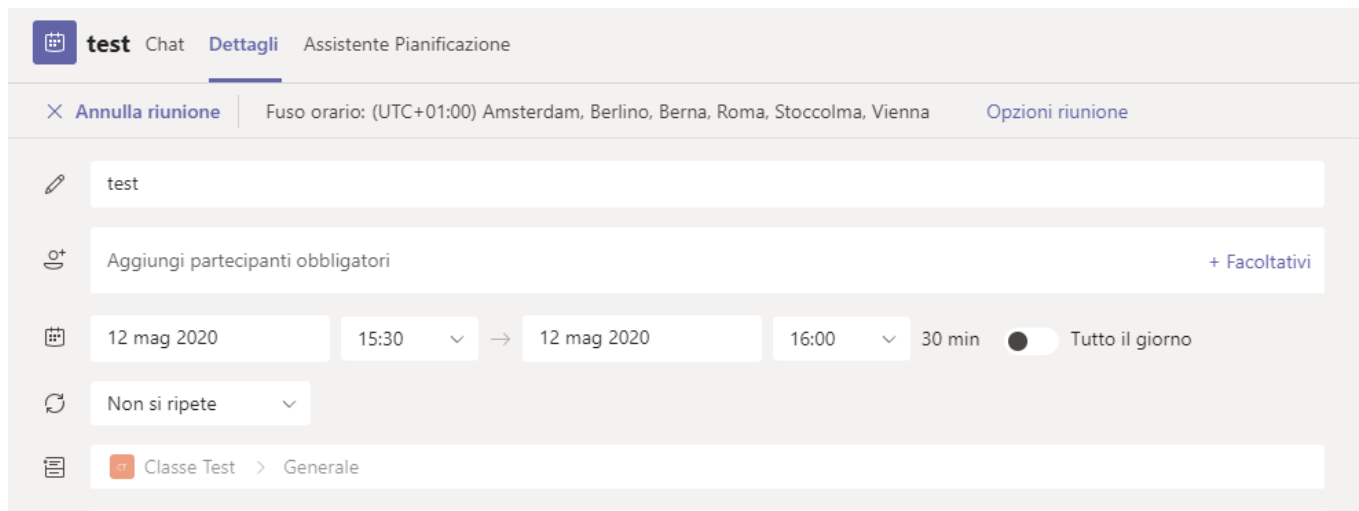 test Chat Dettagli Assistente Pianificazione
Annulla riunione Fuso orario: (UTC+01:00) Amsterdam, Berlino, Berna, Roma, Stoccolma, Vienna Opzioni riunione
test
Aggiungi partecipanti obbligatori + Facoltativi
12 mag 2020 15:30 → 12 mag 2020 16:00 30 min Tutto il giorno
Non si ripete
CT Classe Test > Generale